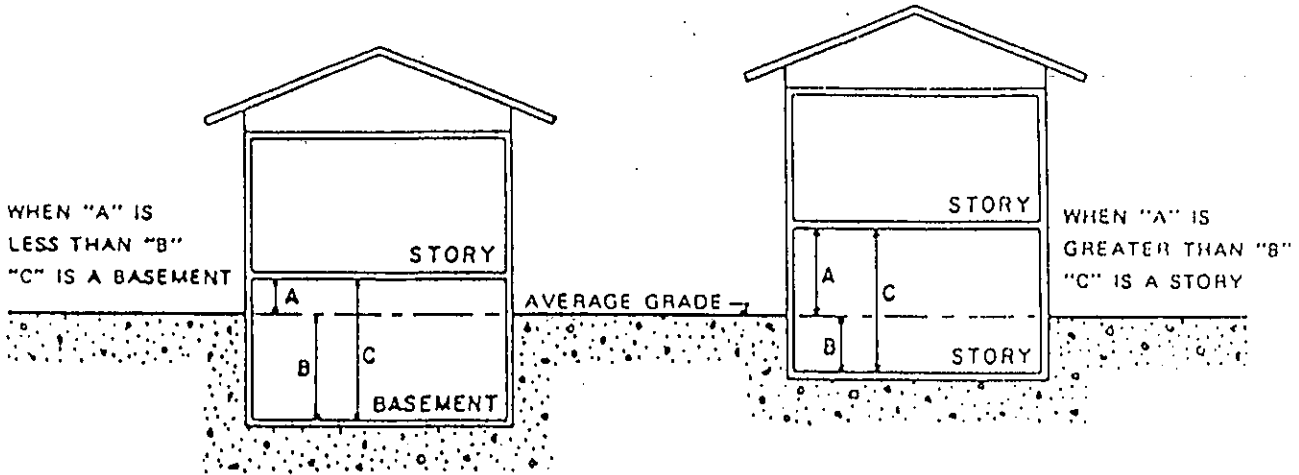 WHEN "A" IS
LESS THAN "B"
"C" IS A BASEMENT
STORY
A
B
C
BASEMENT
AVERAGE GRADE
STORY
A
C
B
STORY
WHEN "A" IS
GREATER THAN "B"
"C" IS A STORY